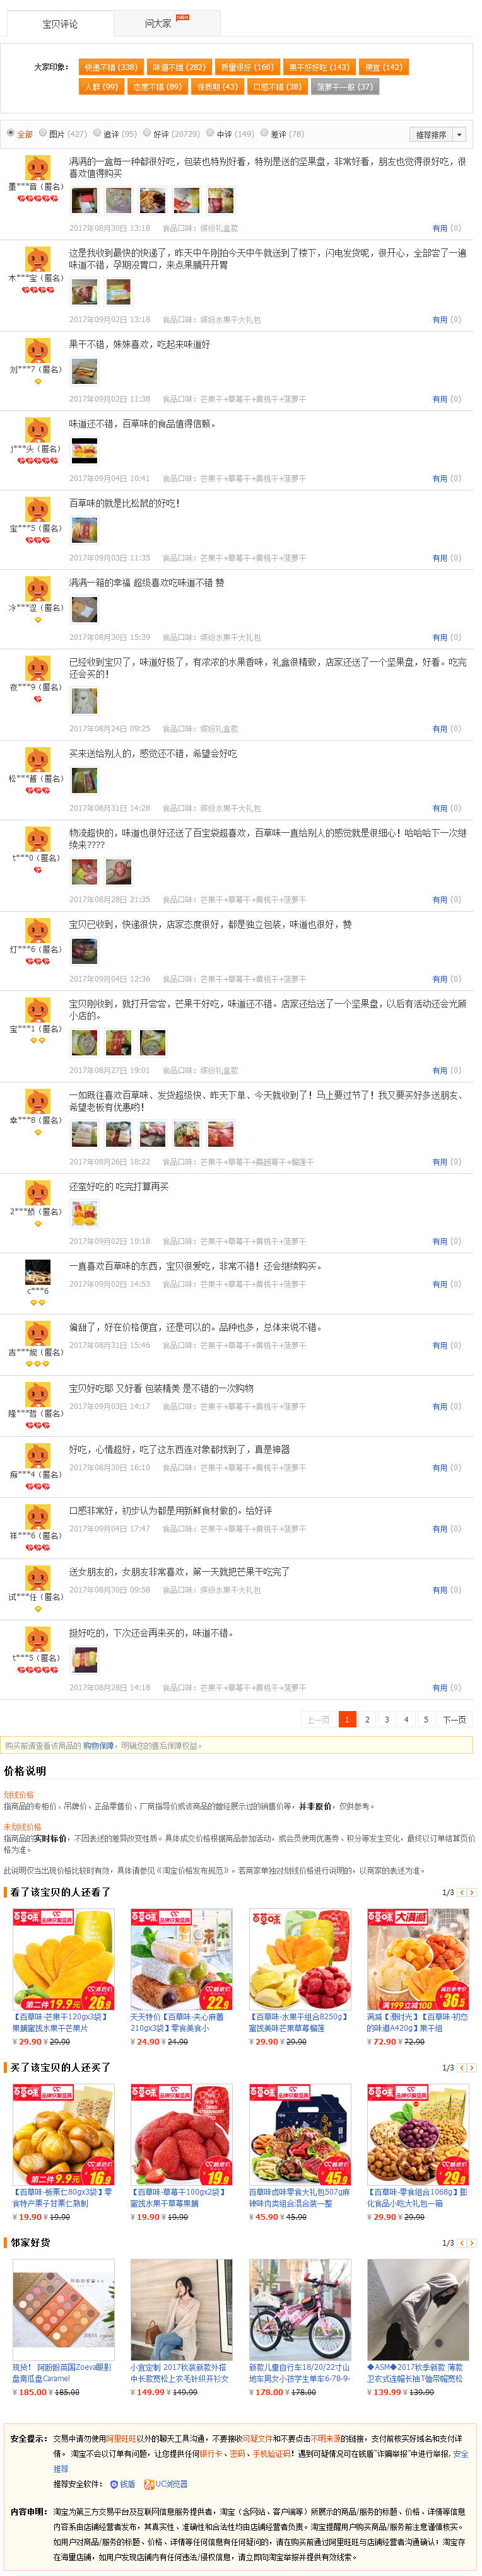 宝贝评论
问大家
大家印象：
快递不错 (338)
味道不错 (282)
质量很好 (160)
果干好好吃 (143)
便宜 (142)
人群 (99)
态度不错 (89)
保质期 (43)
口感不错 (38)
菠萝干一般 (37)
全部
图片 (427)
追评 (95)
好评 (20729)
中评 (149)
差评 (78)
推荐排序
满满的一盒每一种都很好吃，包装也特别好看，特别是送的坚果盘，非常好看，朋友也觉得很好吃，很
喜欢值得购买
墨***音（匿名）
2017年08月30日 13:18 食品口味：缤纷礼盒款
有用 (0)
这是我收到最快的快递了，昨天中午刚拍今天中午就送到了楼下，闪电发货呢，很开心，全部尝了一遍
味道不错，孕期没胃口，来点果脯开开胃
木***宝（匿名）
2017年09月02日 13:18 食品口味：缤纷水果干大礼包
有用 (0)
果干不错，妹妹喜欢，吃起来味道好
刘***7（匿名）
2017年09月02日 11:38 食品口味：芒果干+草莓干+黄桃干+菠萝干
有用 (0)
味道还不错，百草味的食品值得信赖。
j***头（匿名）
2017年09月04日 10:41 食品口味：芒果干+草莓干+黄桃干+菠萝干
有用 (0)
百草味的就是比松鼠的好吃！
宝***5（匿名）
2017年09月03日 11:35 食品口味：芒果干+草莓干+黄桃干+菠萝干
有用 (0)
满满一箱的幸福 超级喜欢吃味道不错 赞
冷***涩（匿名）
2017年08月30日 15:39 食品口味：缤纷水果干大礼包
有用 (0)
已经收到宝贝了，味道好极了，有浓浓的水果香味，礼盒很精致，店家还送了一个坚果盘，好看。吃完
还会买的！
夜***9（匿名）
2017年08月24日 09:25 食品口味：缤纷礼盒款
有用 (0)
买来送给别人的，感觉还不错，希望会好吃
松***酱（匿名）
2017年08月31日 14:28 食品口味：缤纷水果干大礼包
有用 (0)
物流超快的，味道也很好还送了百宝袋超喜欢，百草味一直给别人的感觉就是很细心！哈哈哈下一次继
续来????
t***0（匿名）
2017年08月28日 21:35 食品口味：芒果干+草莓干+黄桃干+菠萝干
有用 (0)
宝贝已收到，快递很快，店家态度很好，都是独立包装，味道也很好，赞
灯***6（匿名）
2017年09月04日 12:36 食品口味：芒果干+草莓干+黄桃干+菠萝干
有用 (0)
宝贝刚收到，就打开尝尝，芒果干好吃，味道还不错。店家还给送了一个坚果盘，以后有活动还会光顾
小店的。
宝***1（匿名）
2017年08月27日 19:01 食品口味：缤纷礼盒款
有用 (0)
一如既往喜欢百草味、发货超级快、昨天下单、今天就收到了！马上要过节了！我又要买好多送朋友、
希望老板有优惠哟！
幸***8（匿名）
2017年08月26日 18:22 食品口味：芒果干+草莓干+蔓越莓干+榴莲干
有用 (0)
还蛮好吃的 吃完打算再买
2***娇（匿名）
2017年09月02日 10:18 食品口味：芒果干+草莓干+黄桃干+菠萝干
有用 (0)
一直喜欢百草味的东西，宝贝很爱吃，非常不错！还会继续购买。
c***6
2017年09月02日 14:53 食品口味：芒果干+草莓干+黄桃干+菠萝干
有用 (0)
偏甜了，好在价格便宜，还是可以的。品种也多，总体来说不错。
吉***妮（匿名）
2017年08月31日 15:46 食品口味：芒果干+草莓干+黄桃干+菠萝干
有用 (0)
宝贝好吃耶 又好看 包装精美 是不错的一次购物
隆***哲（匿名）
2017年09月03日 14:17 食品口味：芒果干+草莓干+黄桃干+菠萝干
有用 (0)
好吃，心情超好，吃了这东西连对象都找到了，真是神器
痴***4（匿名）
2017年08月30日 16:10 食品口味：芒果干+草莓干+黄桃干+菠萝干
有用 (0)
口感非常好，初步认为都是用新鲜食材做的。给好评
祥***6（匿名）
2017年09月04日 17:47 食品口味：芒果干+草莓干+黄桃干+菠萝干
有用 (0)
送女朋友的，女朋友非常喜欢，第一天就把芒果干吃完了
试***任（匿名）
2017年08月30日 09:58 食品口味：缤纷水果干大礼包
有用 (0)
挺好吃的，下次还会再来买的，味道不错。
t***5（匿名）
2017年08月28日 14:18 食品口味：芒果干+草莓干+黄桃干+菠萝干
有用 (0)
上一页 1 2 3 4 5 下一页
购买前请查看该商品的 购物保障，明确您的售后保障权益。
价格说明
划线价格
指商品的专柜价、吊牌价、正品零售价、厂商指导价或该商品的曾经展示过的销售价等，并非原价，仅供参考。
未划线价格
指商品的实时标价，不因表述的差异改变性质。具体成交价格根据商品参加活动，或会员使用优惠券、积分等发生变化，最终以订单结算页价
格为准。
此说明仅当出现价格比较时有效，具体请参见《淘宝价格发布规范》。若商家单独对划线价格进行说明的，以商家的表述为准。
看了该宝贝的人还看了
1/3
【百草味-芒果干120gx3袋】
果脯蜜饯水果干芒果片
¥ 29.90 ¥ 29.90
天天特价【百草味-夹心麻薯
210gx3袋】零食美食小
¥ 24.90 ¥ 24.90
【百草味-水果干组合B250g】
蜜饯美味芒果草莓榴莲
¥ 29.90 ¥ 29.90
满减【漫时光】【百草味-初恋
的味道A420g】果干组
¥ 72.90 ¥ 72.90
买了该宝贝的人还买了
1/3
【百草味-板栗仁80gx3袋】零
食特产栗子甘栗仁熟制
¥ 19.90 ¥ 19.90
【百草味-草莓干100gx2袋】
蜜饯水果干草莓果脯
¥ 19.90 ¥ 19.90
百草味卤味零食大礼包507g麻
辣味肉类组合混合装一整
¥ 45.90 ¥ 45.90
【百草味-零食组合1068g】膨
化食品小吃大礼包一箱
¥ 29.90 ¥ 29.90
邻家好货
1/3
现货！ 阿盼盼英国Zoeva眼影
盘南瓜盘Caramel
¥ 185.00 ¥ 185.00
小宜定制 2017秋装新款外搭
中长款宽松上衣毛针织开衫女
¥ 149.99 ¥ 149.99
新款儿童自行车18/20/22寸山
地车男女小孩学生单车6-78-9-
¥ 178.00 ¥ 178.00
◆ASM◆2017秋季新款 薄款
卫衣式连帽长袖T恤带帽宽松
¥ 139.99 ¥ 139.99
安全提示： 交易中请勿使用阿里旺旺以外的聊天工具沟通，不要接收可疑文件和不要点击不明来源的链接，支付前核实好域名和支付详
情。 淘宝不会以订单有问题，让您提供任何银行卡、密码、手机验证码！遇到可疑情况可在钱盾“诈骗举报”中进行举报, 安全
推荐
推荐安全软件： 钱盾 UC浏览器
内容申明： 淘宝为第三方交易平台及互联网信息服务提供者，淘宝（含网站、客户端等）所展示的商品/服务的标题、价格、详情等信息
内容系由店铺经营者发布，其真实性、准确性和合法性均由店铺经营者负责。淘宝提醒用户购买商品/服务前注意谨慎核实。
如用户对商品/服务的标题、价格、详情等任何信息有任何疑问的，请在购买前通过阿里旺旺与店铺经营者沟通确认；淘宝存
在海量店铺，如用户发现店铺内有任何违法/侵权信息，请立即向淘宝举报并提供有效线索。